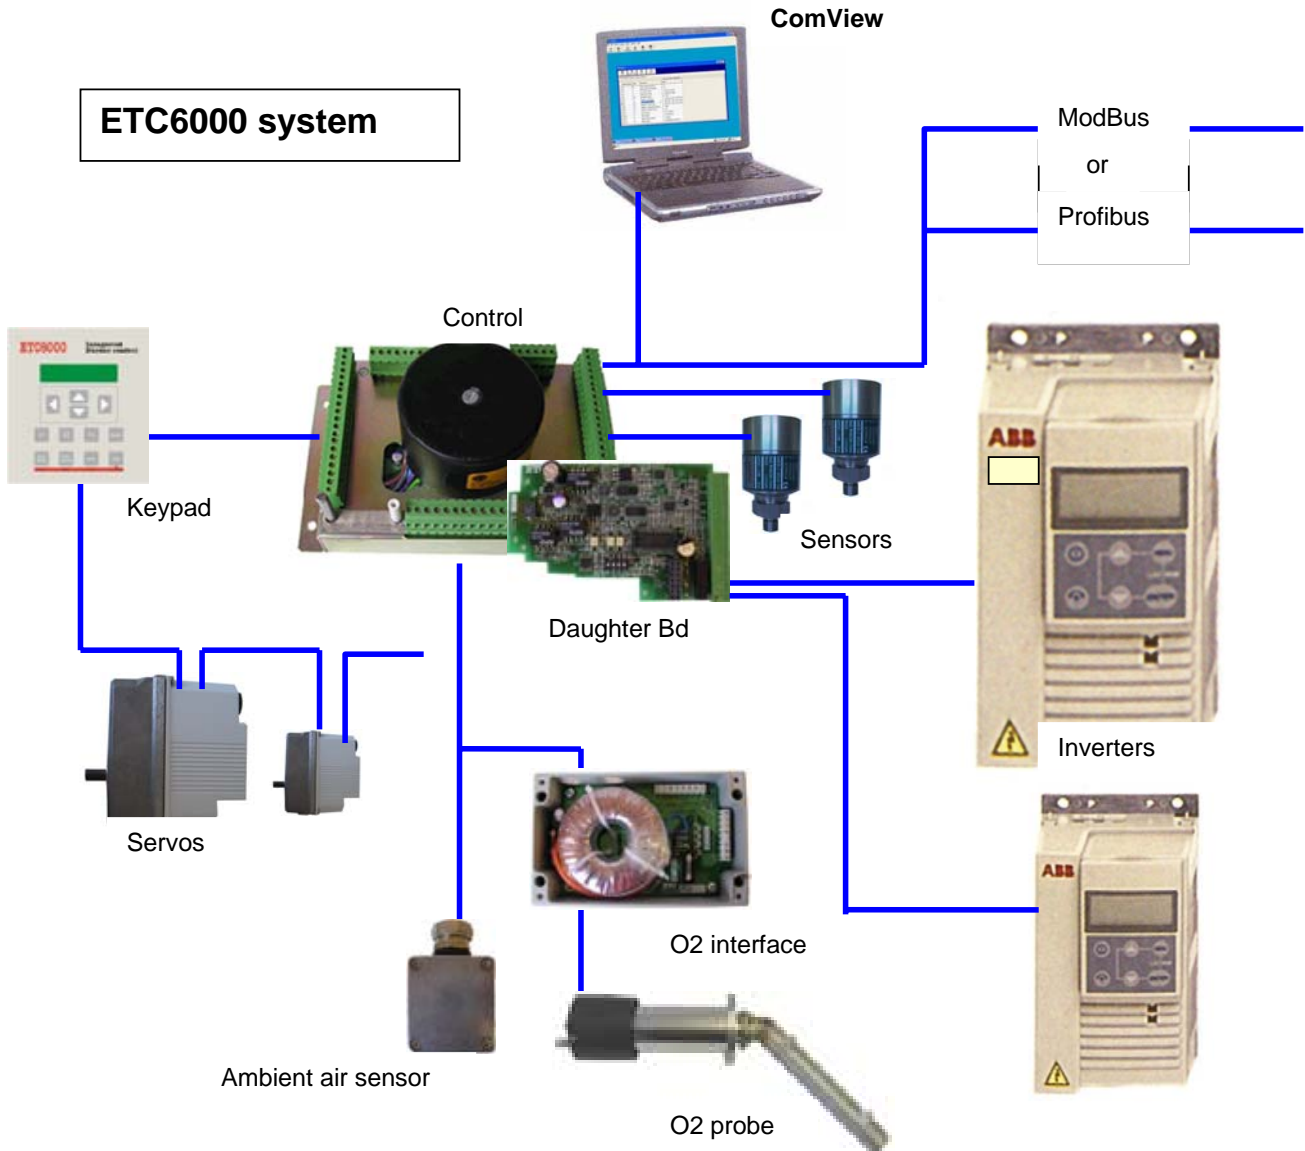 ComView
ETC6000 system
ModBus
or
Profibus
Control
ETC6000
Keypad
Sensors
ABB
Daughter Bd
Inverters
Servos
ABB
O2 interface
Ambient air sensor
O2 probe